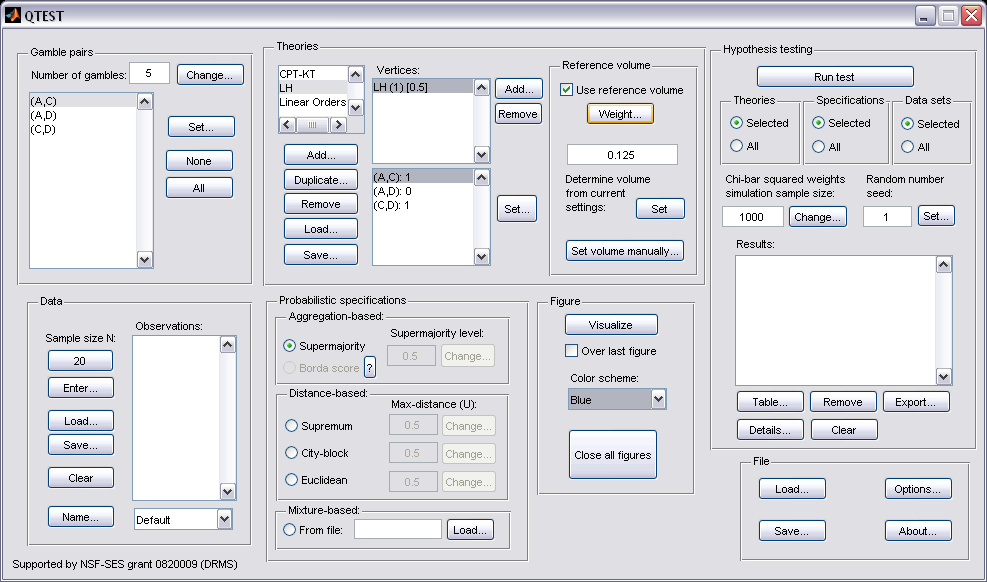 QTEST
Gamble pairs
Number of gambles: 5 Change...
(A,C)
(A,D)
(C,D)
Set...
None
All
Theories
CPT-KT
LH
Linear Orders
Add...
Duplicate...
Remove
Load...
Save...
Vertices:
LH (1) [0.5]
Add...
Remove
(A,C): 1
(A,D): 0
(C,D): 1
Set...
Reference volume
Use reference volume
Weight...
0.125
Determine volume
from current
settings:
Set
Set volume manually...
Hypothesis testing
Run test
Theories
Selected
All
Specifications
Selected
All
Data sets
Selected
All
Chi-bar squared weights
simulation sample size:
1000 Change...
Random number
seed:
1 Set...
Results:
Table... Remove Export...
Details... Clear
Data
Sample size N:
20
Enter...
Load...
Save...
Clear
Name...
Observations:
Default
Probabilistic specifications
Aggregation-based:
Supermajority
Borda score ?
Supermajority level:
0.5 Change...
Distance-based:
Max-distance (U):
Supremum 0.5 Change...
City-block 0.5 Change...
Euclidean 0.5 Change...
Mixture-based:
From file: Load...
Figure
Visualize
Over last figure
Color scheme:
Blue
Close all figures
File
Load... Options...
Save... About...
Supported by NSF-SES grant 0820009 (DRMS)